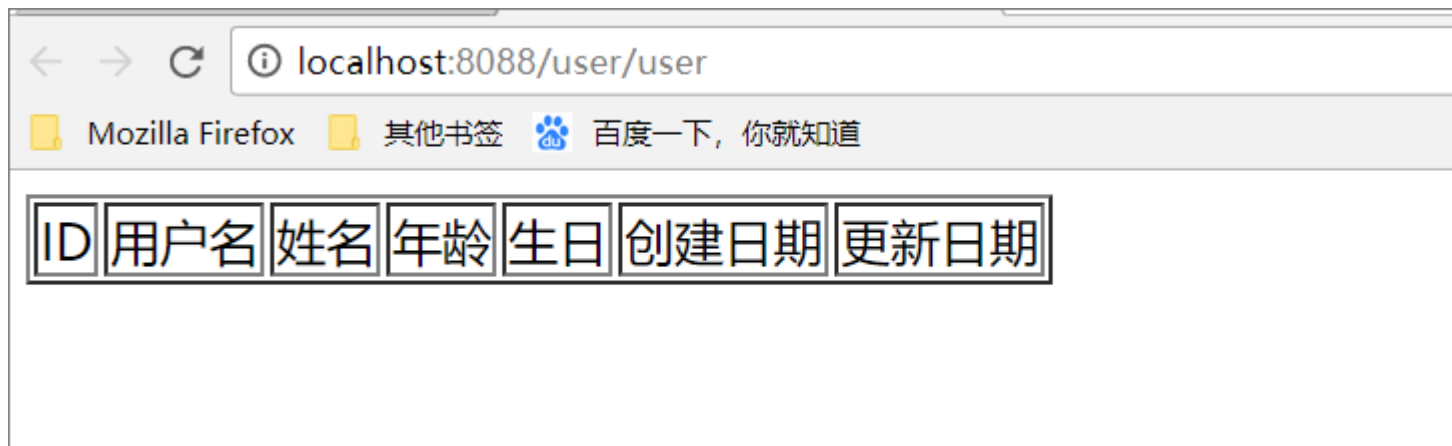 localhost:8088/user/user
Mozilla Firefox 其他书签 百度一下，你就知道
ID 用户名 姓名 年龄 生日 创建日期 更新日期